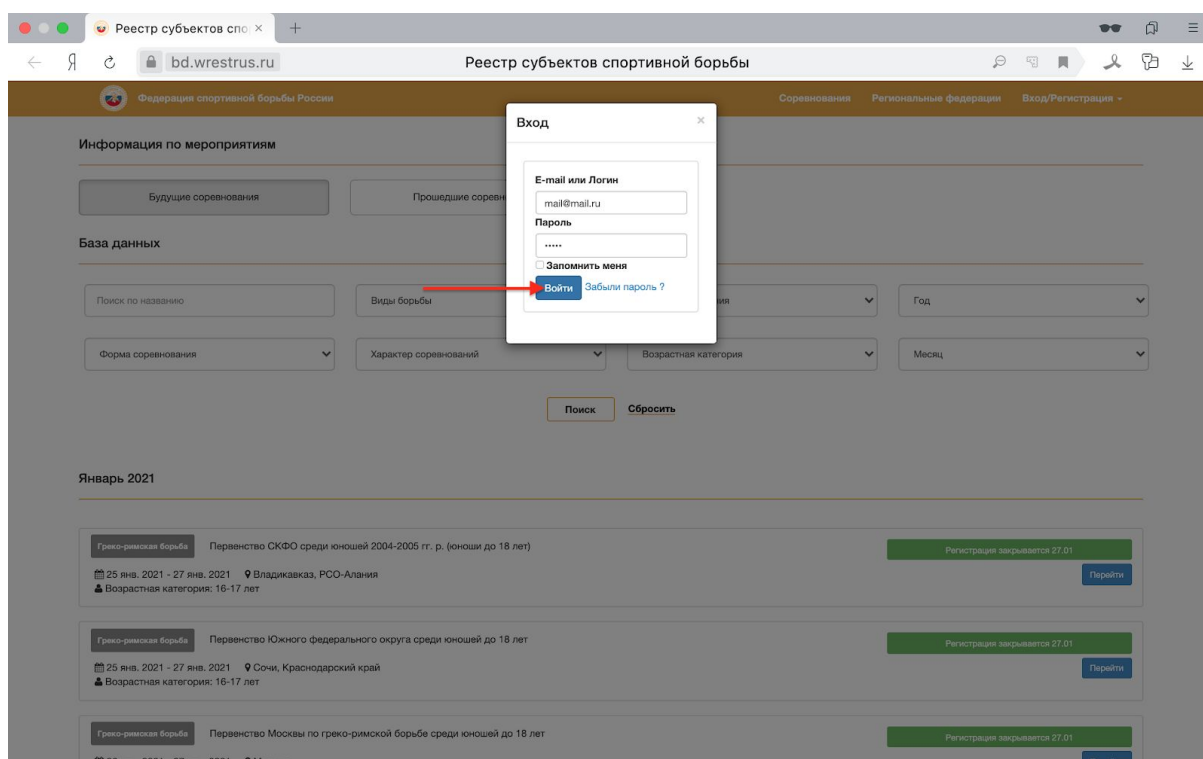 Реестр субъектов спо
bd.wrestrus.ru
Реестр субъектов спортивной борьбы
Федерация спортивной борьбы России
Соревнования
Региональные федерации
Вход/Регистрация
Вход
×
Информация по мероприятиям
Будущие соревнования
Прошедшие соревн
E-mail или Логин
mail@mail.ru
Пароль
•••••
Запомнить меня
Войти
Забыли пароль ?
База данных
Поиск по названию
Виды борьбы
ния
Год
Форма соревнования
Характер соревнований
Возрастная категория
Месяц
Поиск
Сбросить
Январь 2021
Греко-римская борьба
Первенство СКФО среди юношей 2004-2005 гг. р. (юноши до 18 лет)
Регистрация закрывается 27.01
25 янв. 2021 - 27 янв. 2021 Владикавказ, РСО-Алания
Перейти
Возрастная категория: 16-17 лет
Греко-римская борьба
Первенство Южного федерального округа среди юношей до 18 лет
Регистрация закрывается 27.01
25 янв. 2021 - 27 янв. 2021 Сочи, Краснодарский край
Перейти
Возрастная категория: 16-17 лет
Греко-римская борьба
Первенство Москвы по греко-римской борьбе среди юношей до 18 лет
Регистрация закрывается 27.01